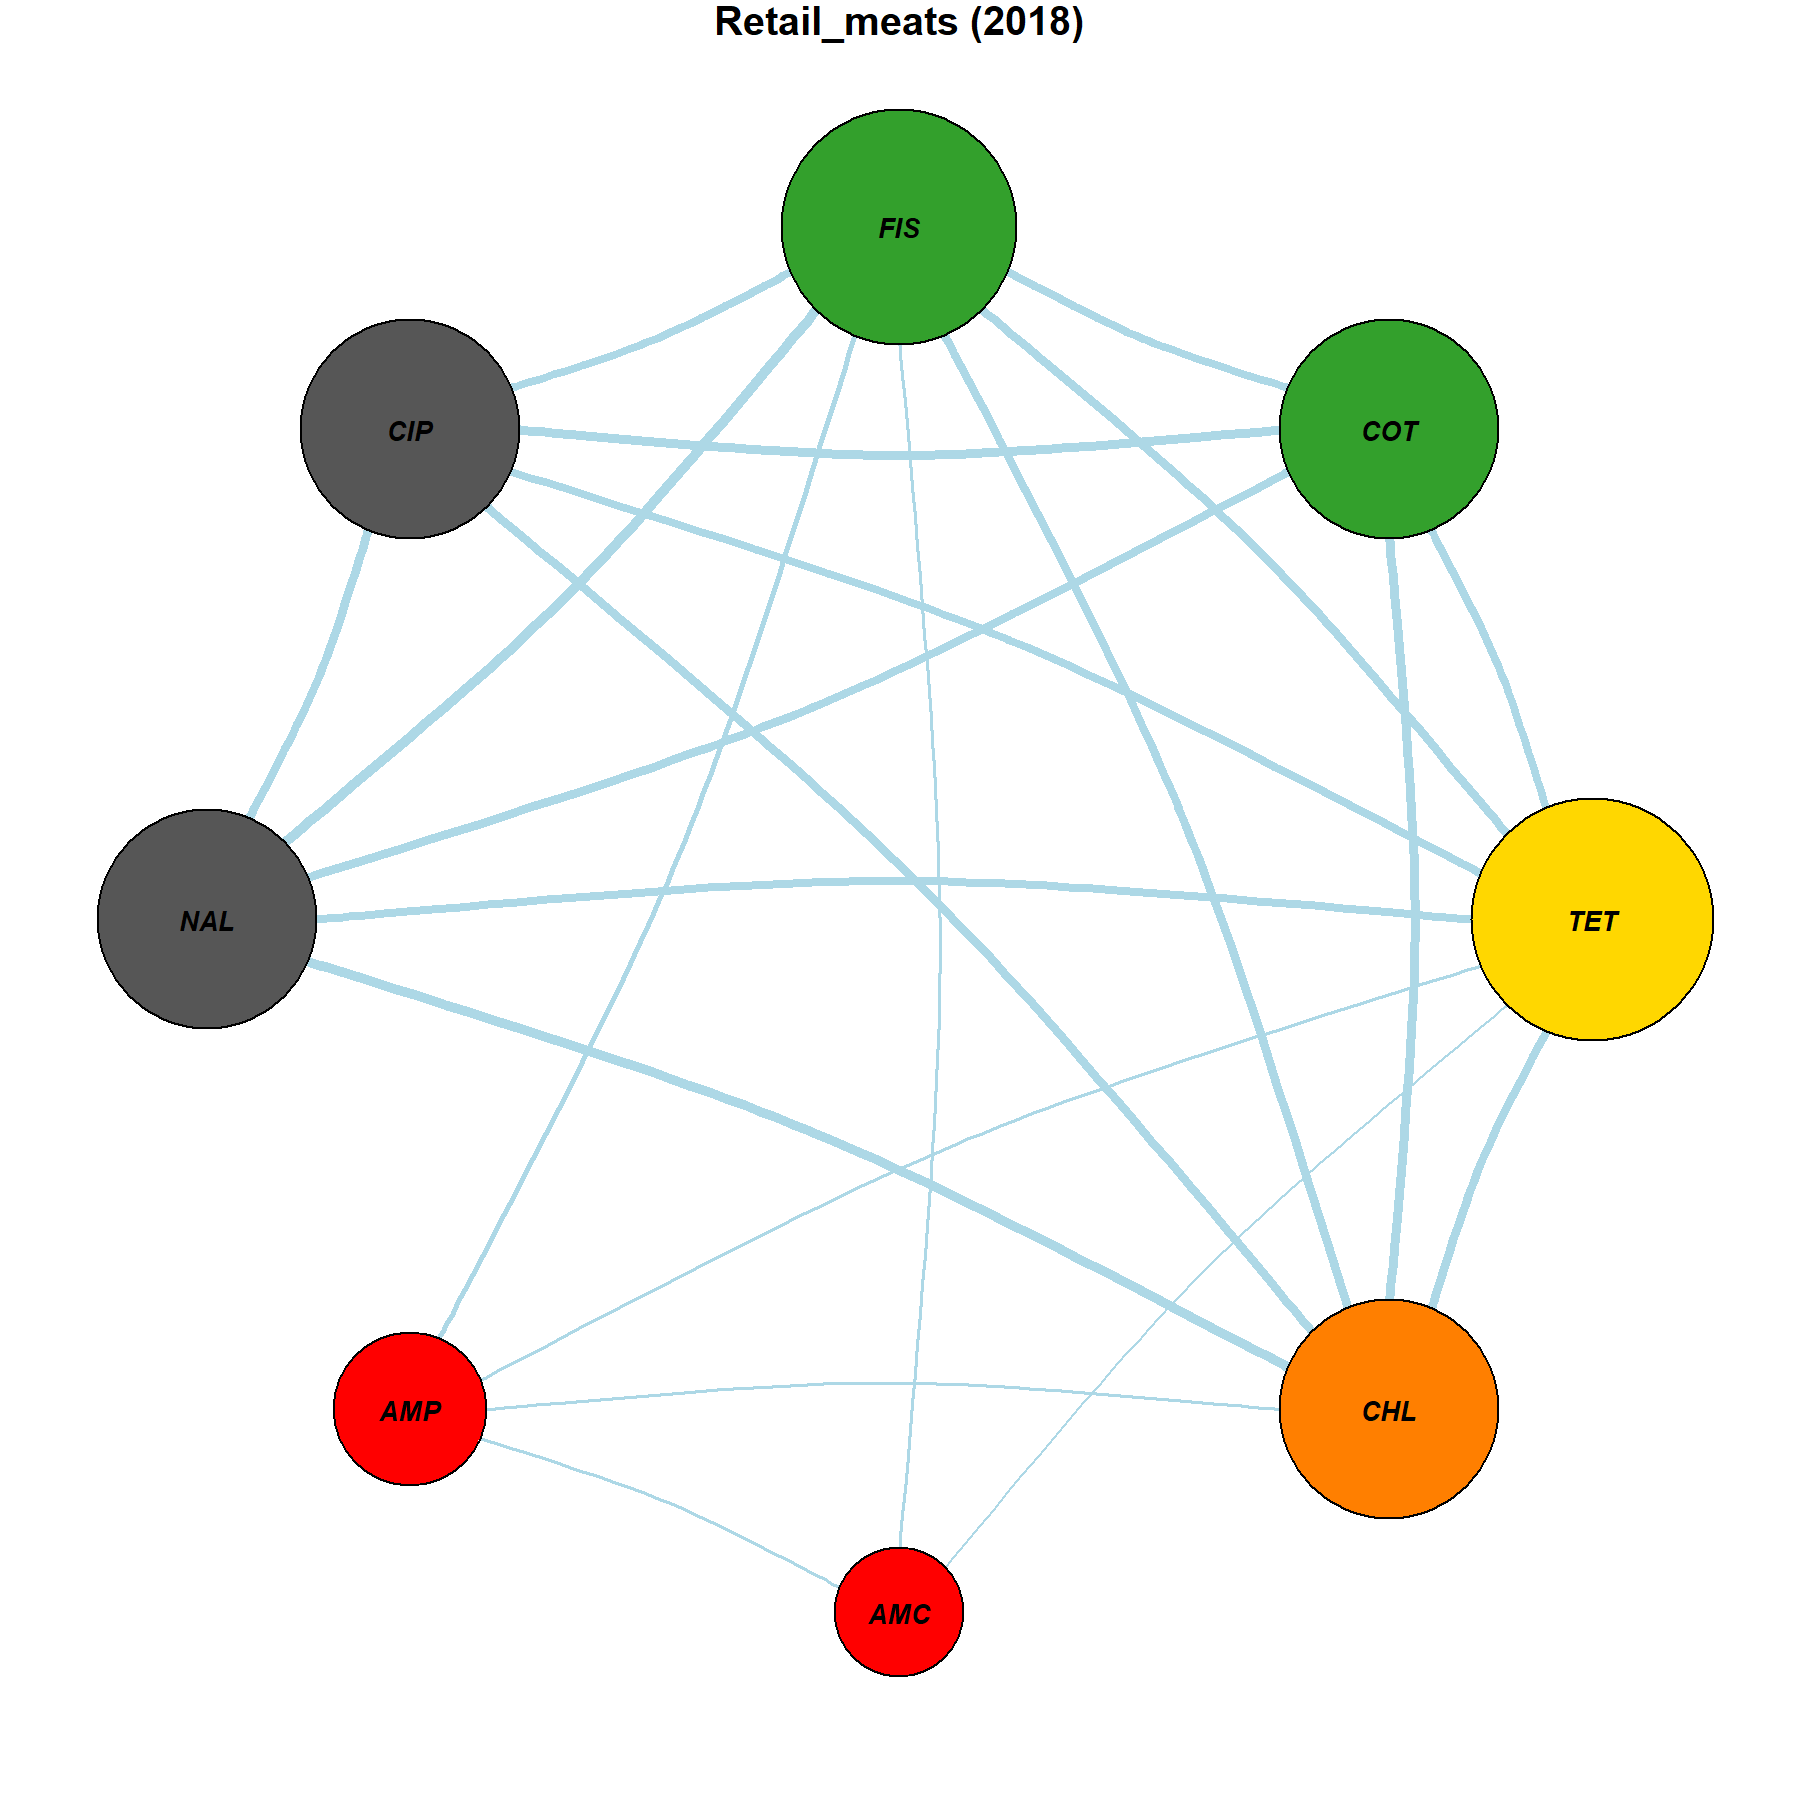 Retail_meats (2018)
FIS
CIP
COT
NAL
TET
AMP
CHL
AMC